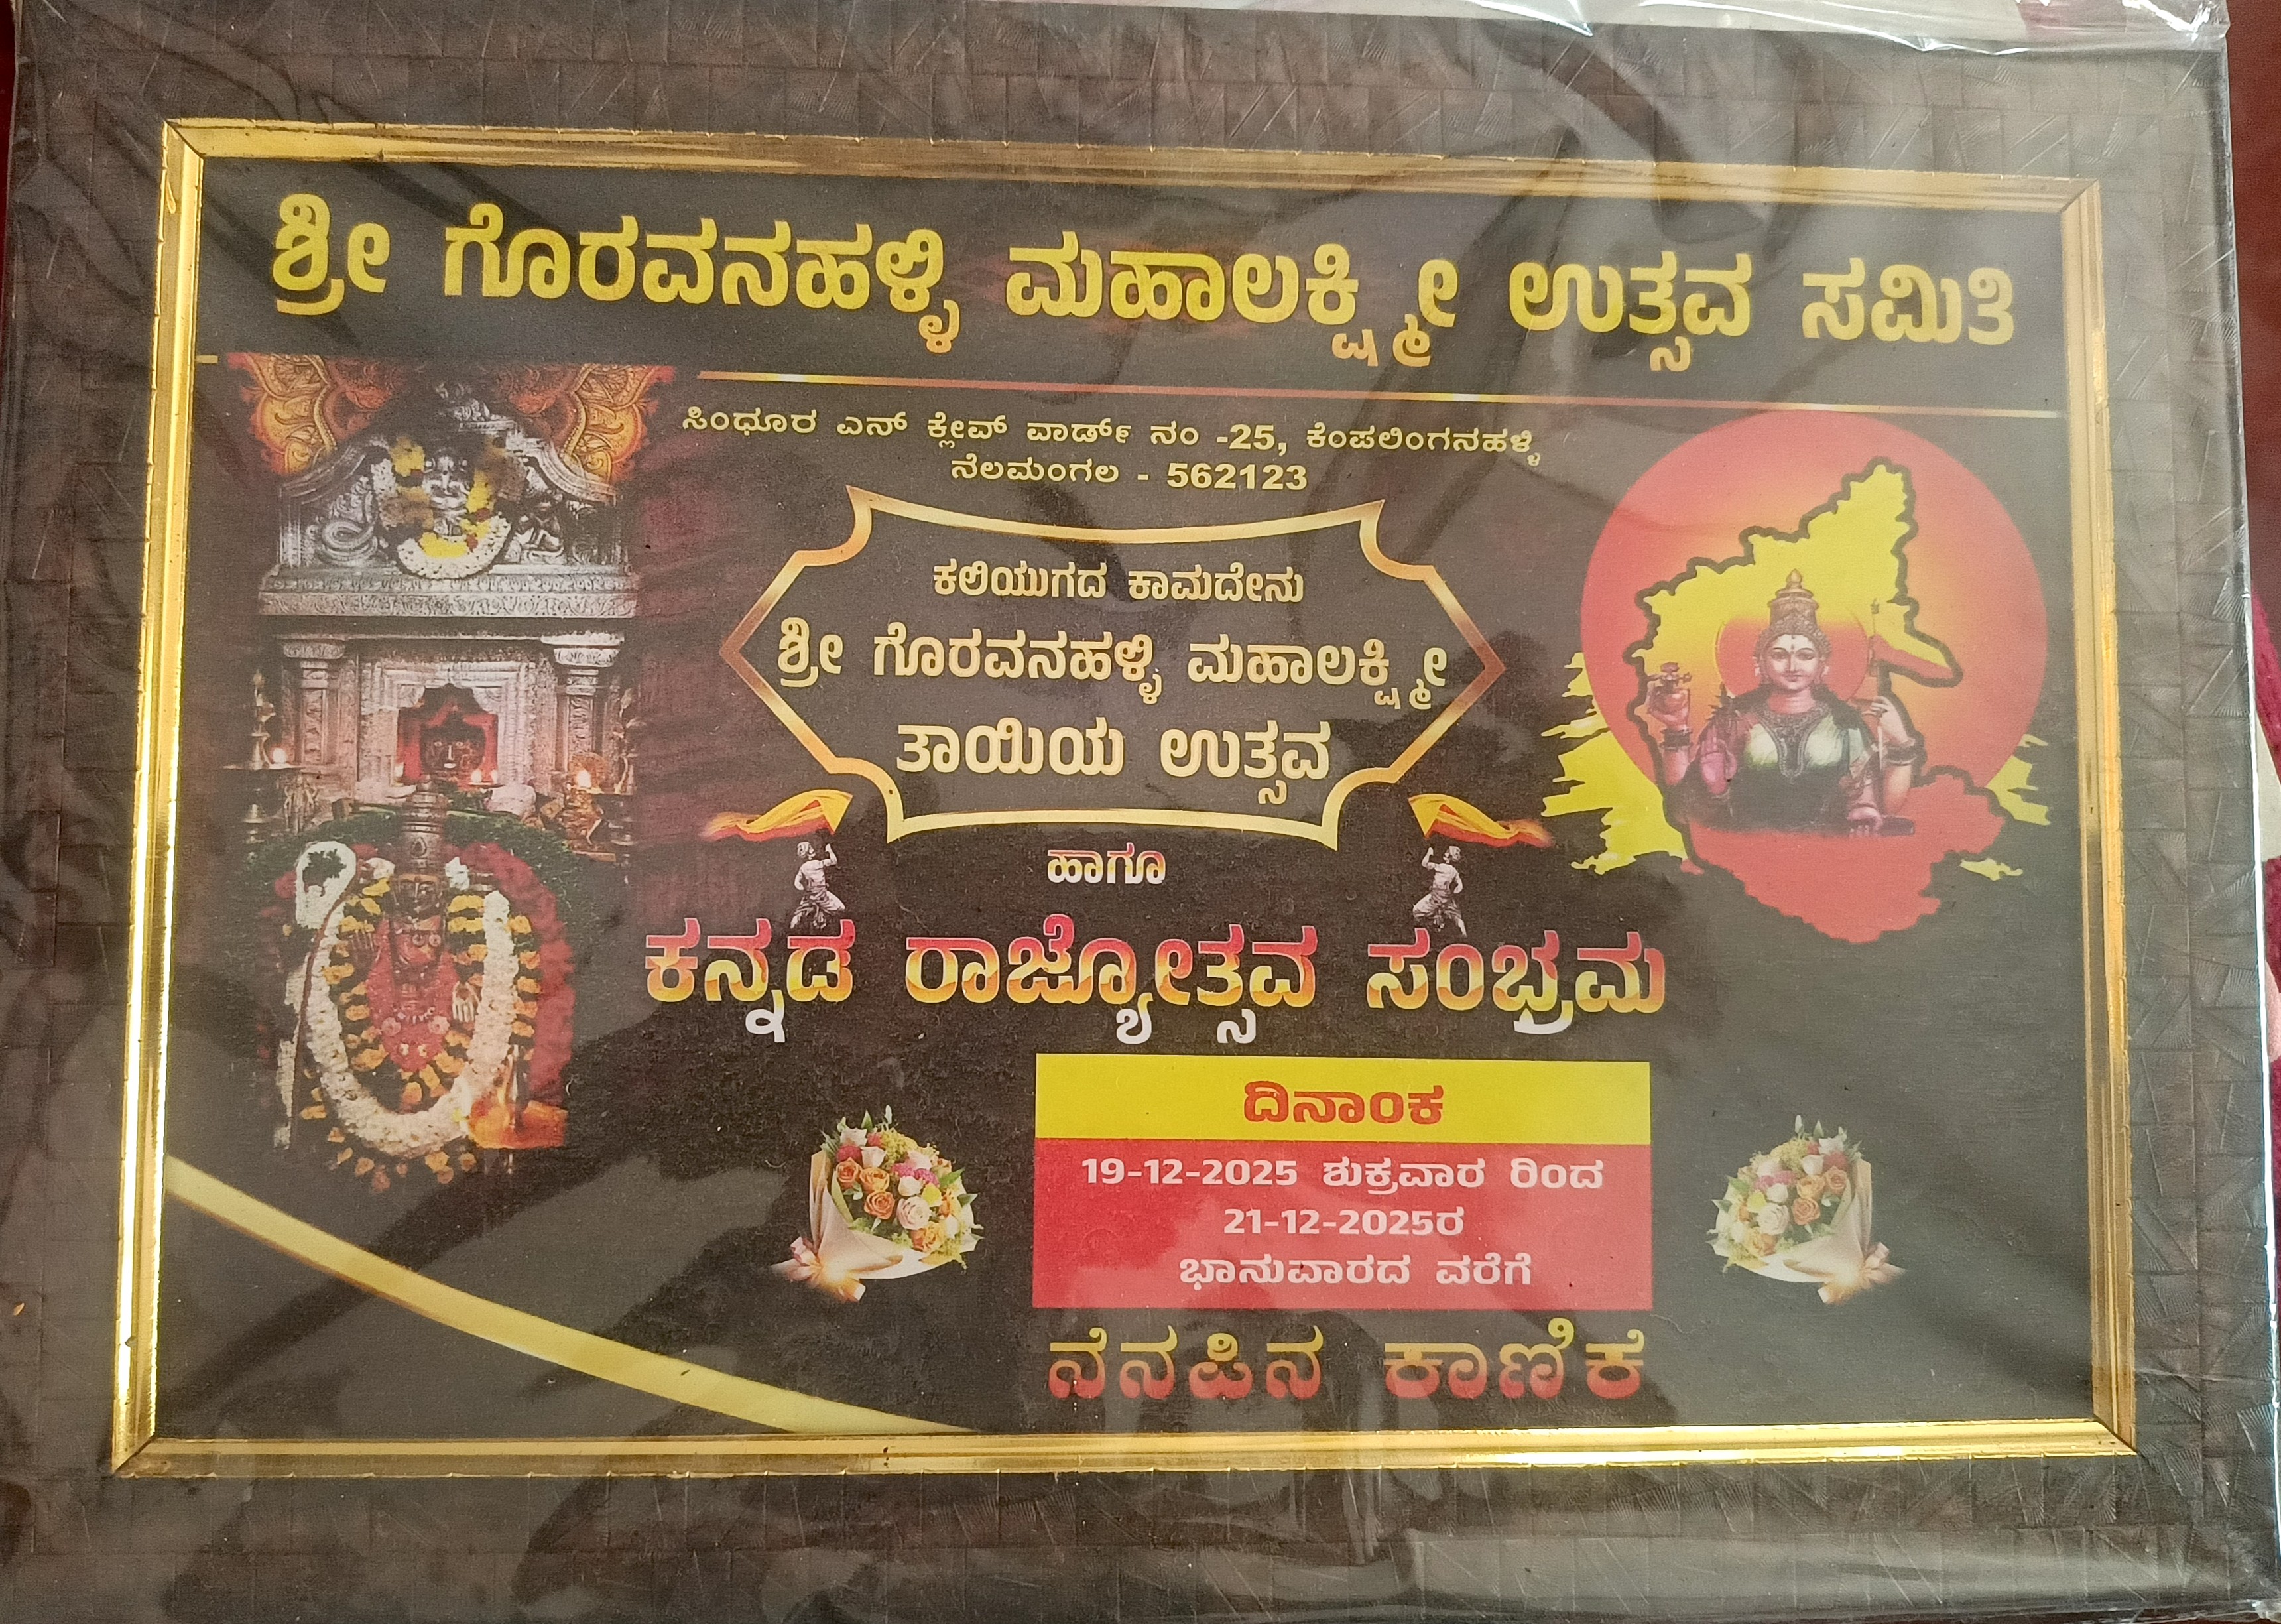 ಶ್ರೀ ಗೊರವನಹಳ್ಳಿ ಮಹಾಲಕ್ಷ್ಮೀ ಉತ್ಸವ ಸಮಿತಿ
ಸಿಂಧೂರ ಎನ್ ಕ್ಲೇವ್ ವಾರ್ಡ್ ನಂ -25, ಕೆಂಪಲಿಂಗನಹಳ್ಳಿ
ನೆಲಮಂಗಲ - 562123
ಕಲಿಯುಗದ ಕಾಮದೇನು
ಶ್ರೀ ಗೊರವನಹಳ್ಳಿ ಮಹಾಲಕ್ಷ್ಮೀ
ತಾಯಿಯ ಉತ್ಸವ
ಹಾಗೂ
ಕನ್ನಡ ರಾಜ್ಯೋತ್ಸವ ಸಂಭ್ರಮ
ದಿನಾಂಕ
19-12-2025 ಶುಕ್ರವಾರ ರಿಂದ
21-12-2025ರ
ಭಾನುವಾರದ ವರೆಗೆ
ನೆನಪಿನ ಕಾಣಿಕೆ